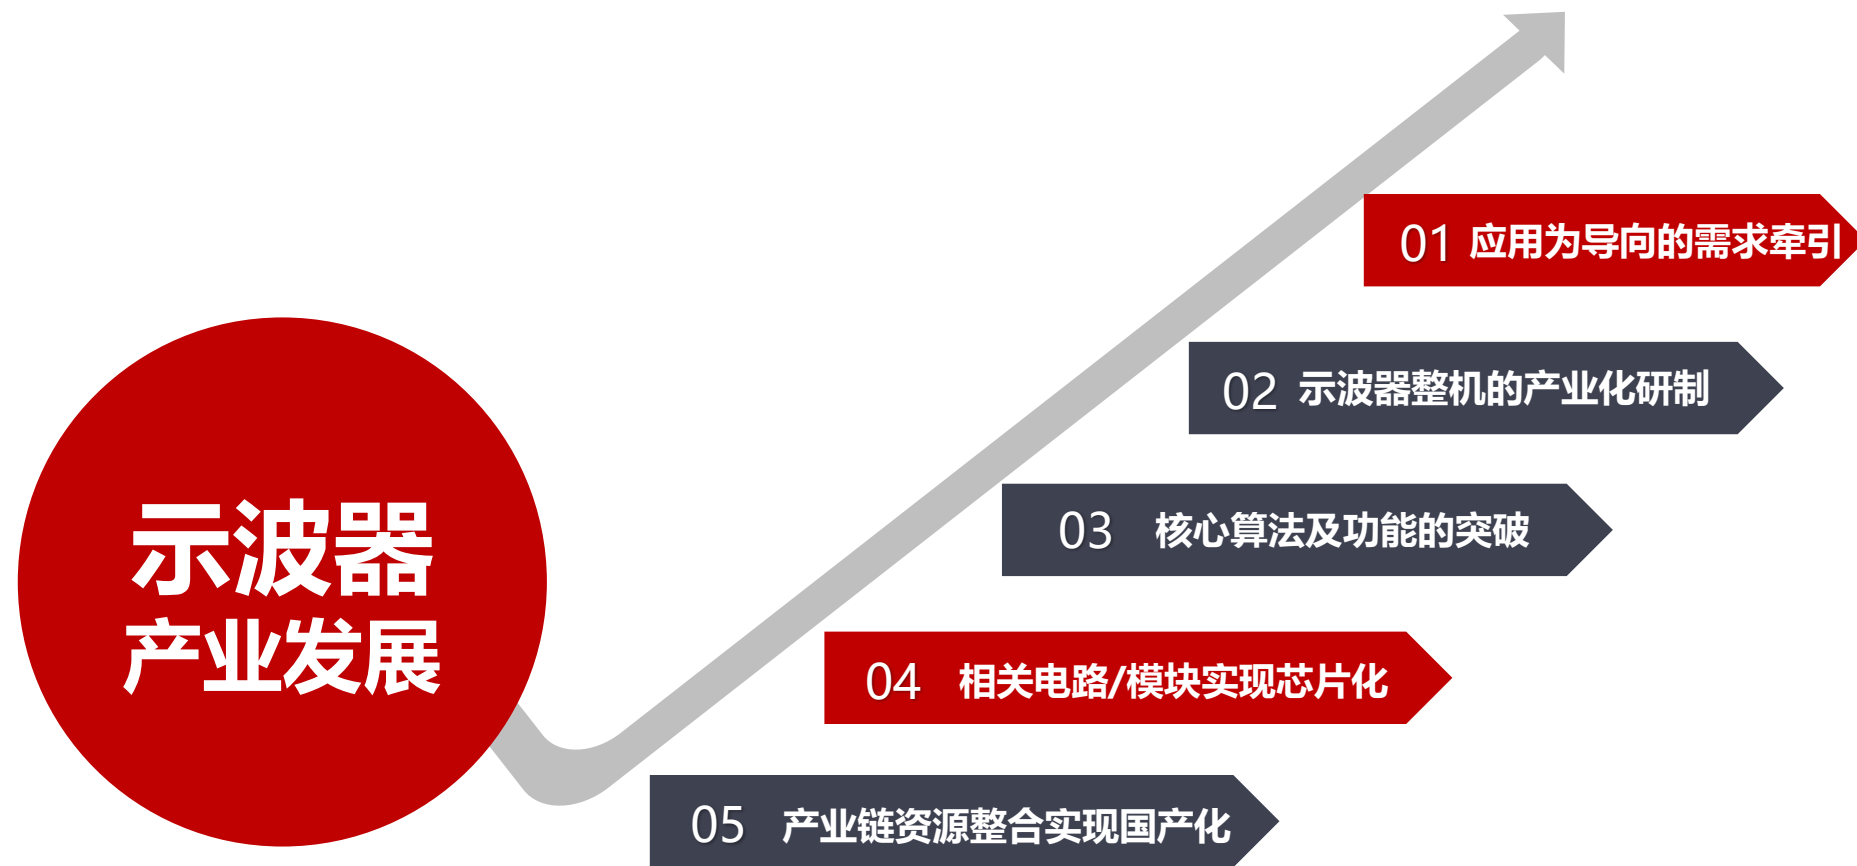 示波器
产业发展
01 应用为导向的需求牵引
02 示波器整机的产业化研制
03 核心算法及功能的突破
04 相关电路/模块实现芯片化
05 产业链资源整合实现国产化